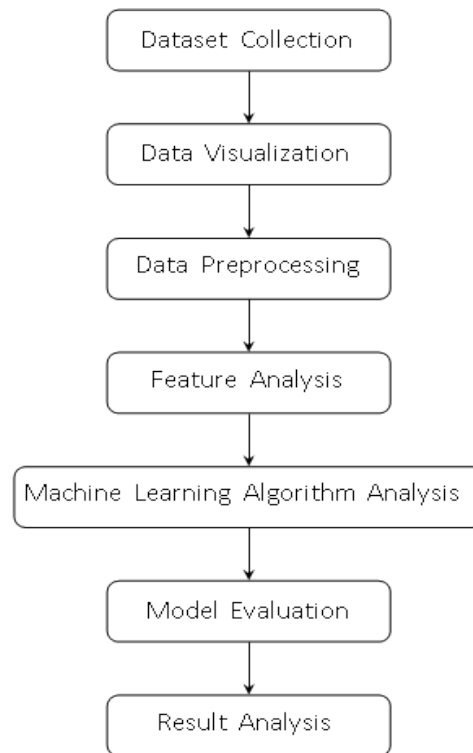 Dataset Collection
Data Visualization
Data Preprocessing
Feature Analysis
Machine Learning Algorithm Analysis
Model Evaluation
Result Analysis